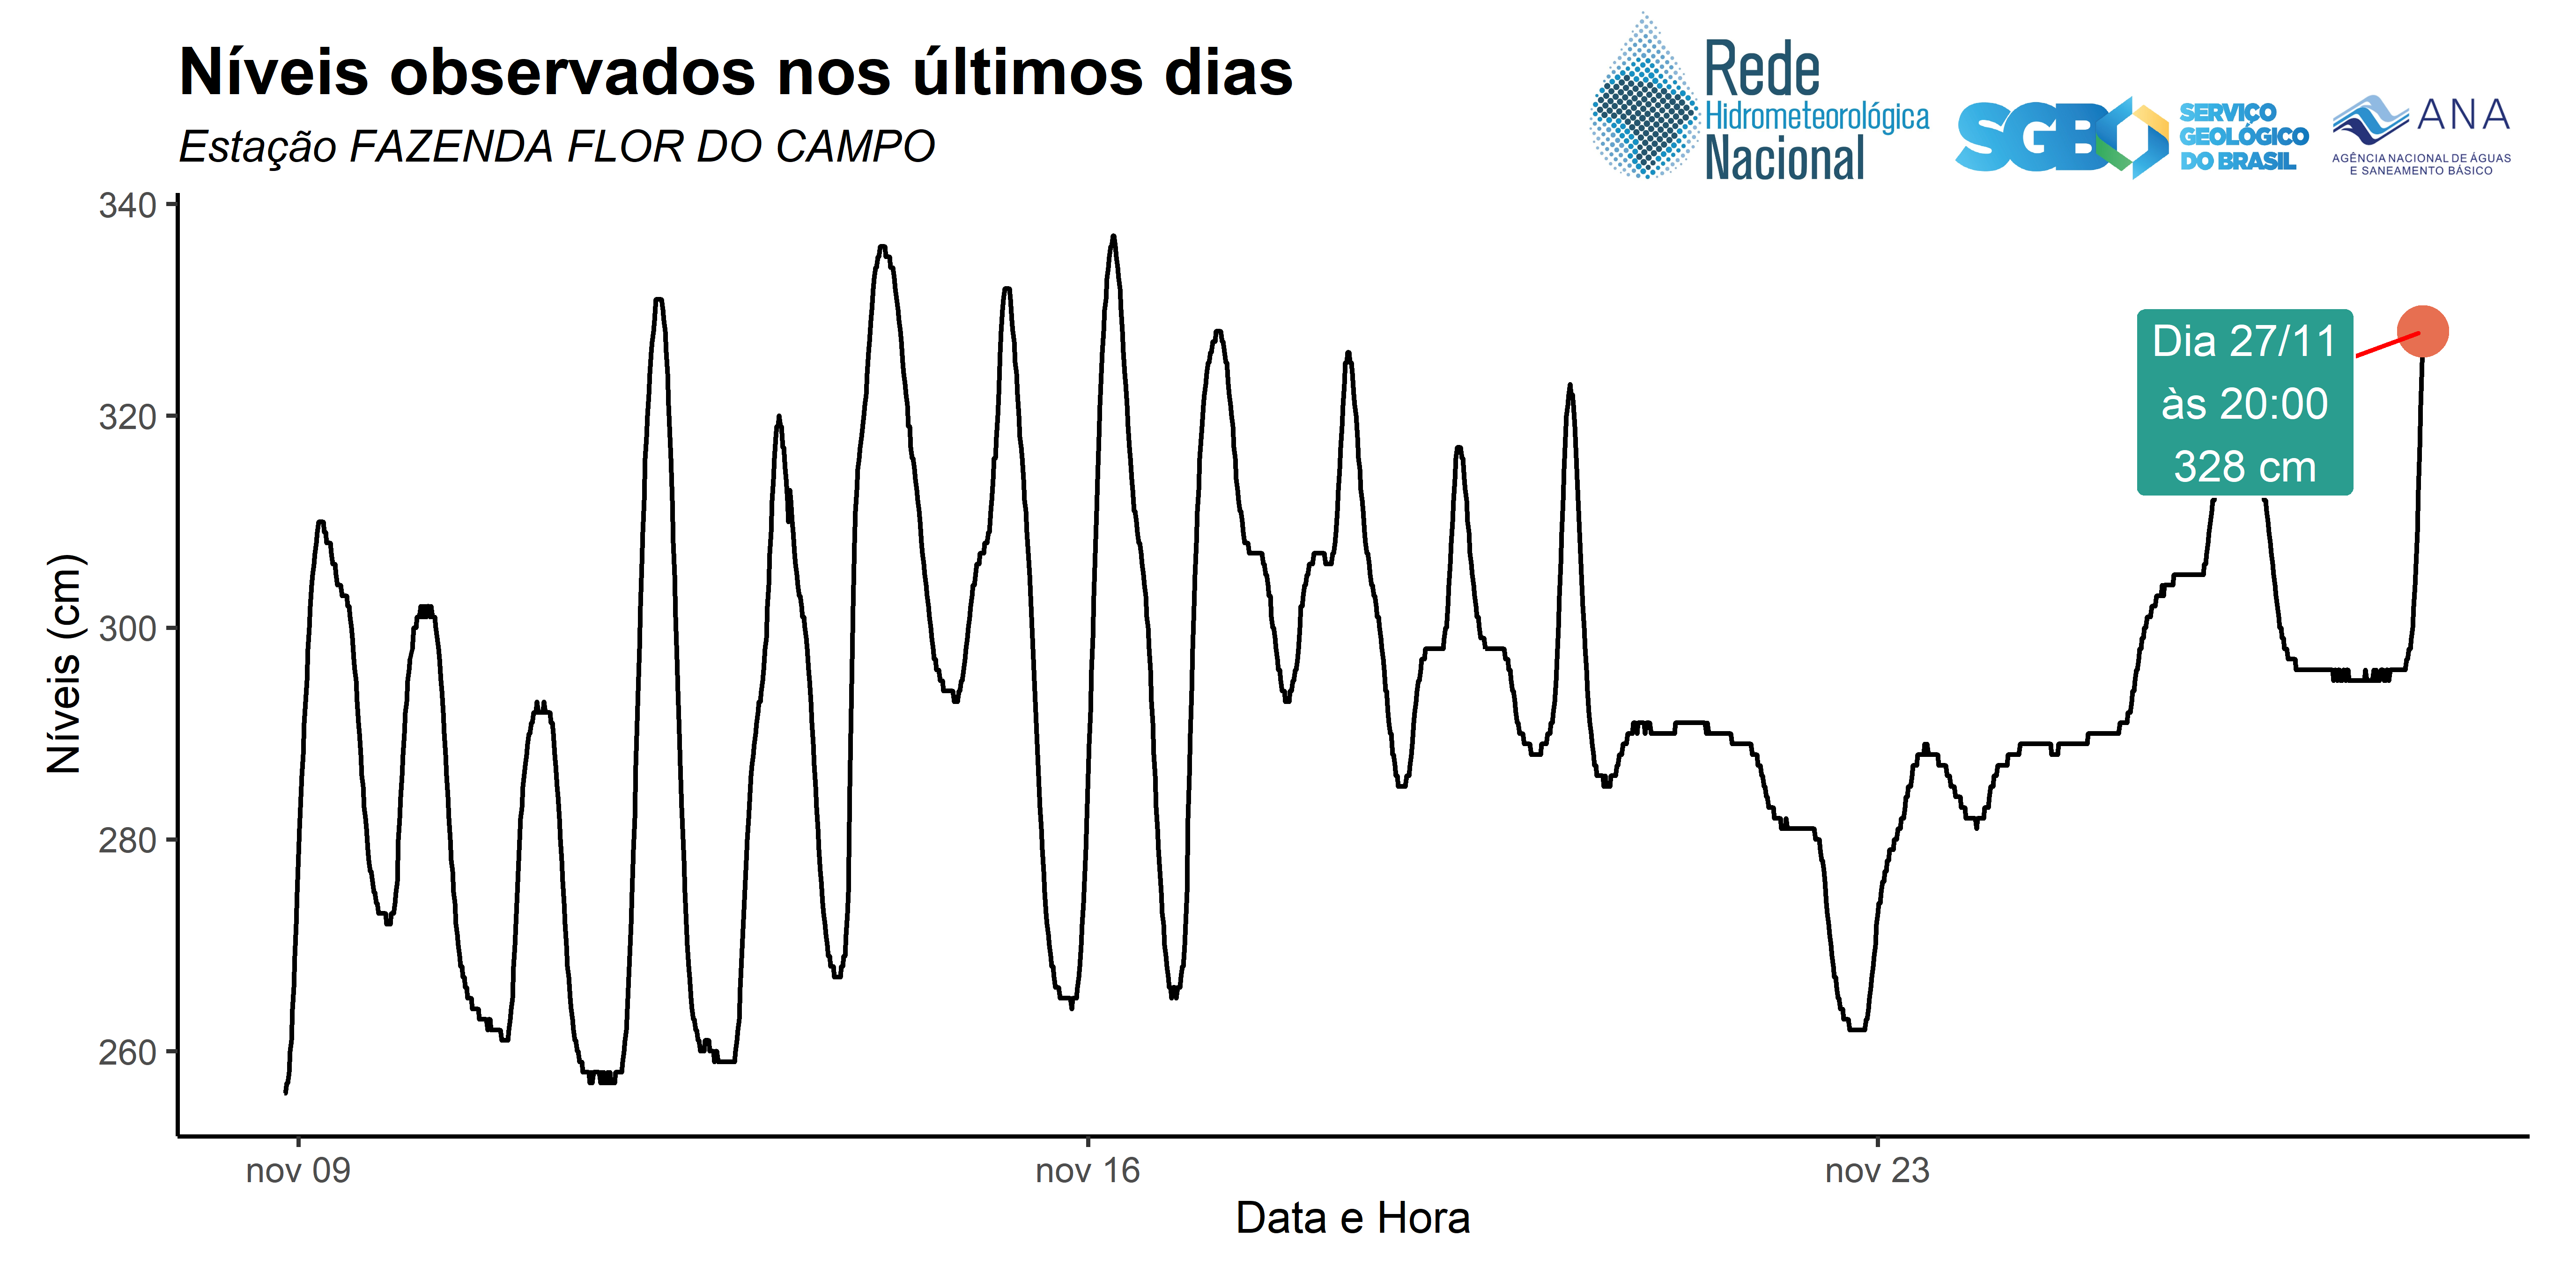 Níveis observados nos últimos dias
Estação FAZENDA FLOR DO CAMPO
Rede
Hidrometeorológica
Nacional
SGB
SERVIÇO
GEOLÓGICO
DO BRASIL
ANA
AGÊNCIA NACIONAL DE ÁGUAS
E SANEAMENTO BÁSICO
Níveis (cm)
340
320
300
280
260
Dia 27/11
às 20:00
328 cm
nov 09
nov 16
nov 23
Data e Hora